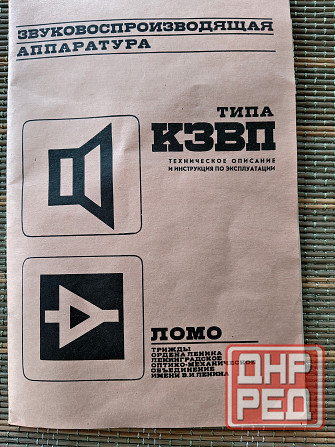 ЗВУКОВОСПРОИЗВОДЯЩАЯ
АППАРАТУРА
ТИПА
КЗВП
ТЕХНИЧЕСКОЕ ОПИСАНИЕ
И ИНСТРУКЦИЯ ПО ЭКСПЛУАТАЦИИ
ЛОМО
ТРИЖДЫ
ОРДЕНА ЛЕНИНА
ЛЕНИНГРАДСКОЕ
ОПТИКО-МЕХАНИЧЕСКОЕ
ОБЪЕДИНЕНИЕ
ИМЕНИ В.И.ЛЕНИНА
ДНР
РЕД